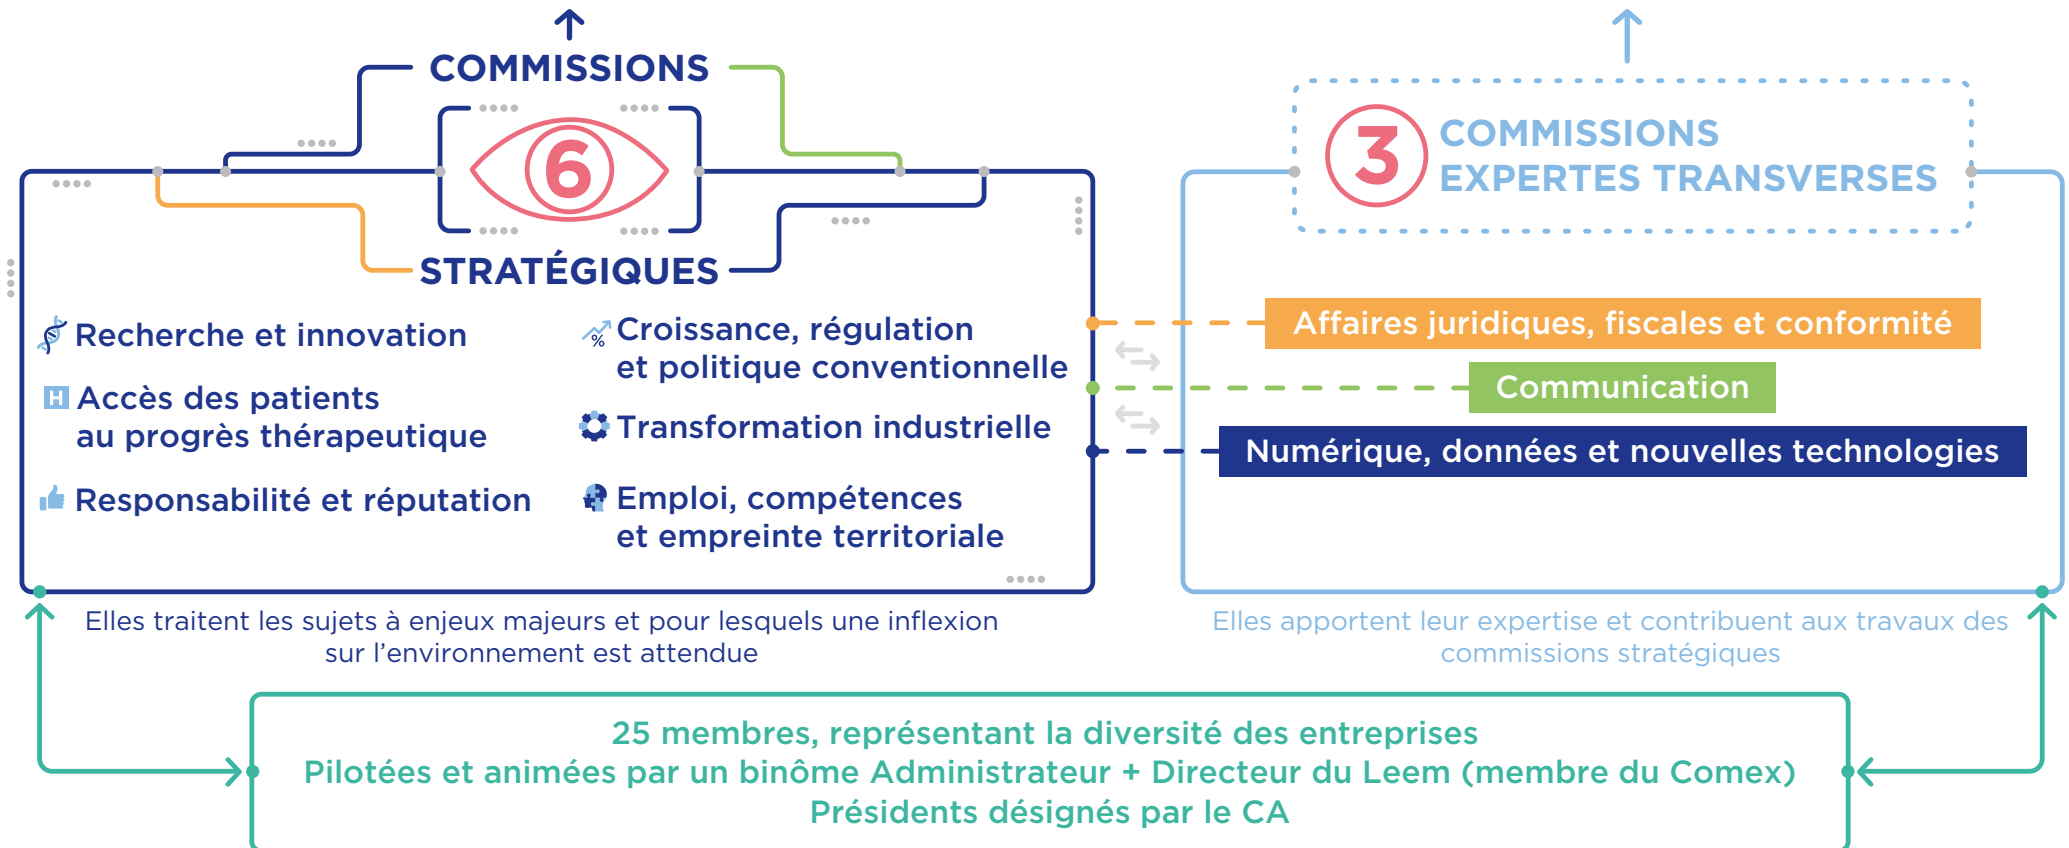 COMMISSIONS
6
STRATÉGIQUES
Recherche et innovation
Accès des patients
au progrès thérapeutique
Responsabilité et réputation
%
Croissance, régulation
et politique conventionnelle
Transformation industrielle
Emploi, compétences
et empreinte territoriale
H
Elles traitent les sujets à enjeux majeurs et pour lesquels une inflexion
sur l'environnement est attendue
3
COMMISSIONS
EXPERTES TRANSVERSES
Affaires juridiques, fiscales et conformité
Communication
Numérique, données et nouvelles technologies
Elles apportent leur expertise et contribuent aux travaux des
commissions stratégiques
25 membres, représentant la diversité des entreprises
Pilotées et animées par un binôme Administrateur + Directeur du Leem (membre du Comex)
Présidents désignés par le CA